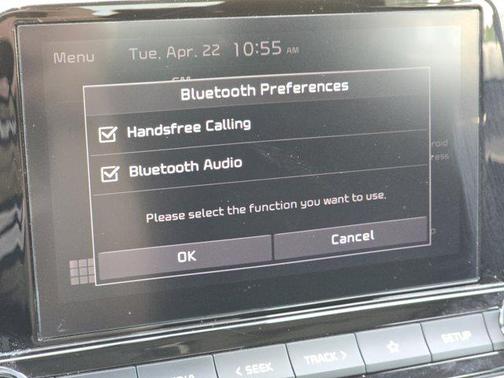 Menu Tue, Apr. 22 10:55 AM
Bluetooth Preferences
Handsfree Calling
Bluetooth Audio
Please select the function you want to use.
OK Cancel
< SEEK TRACK > SETUP